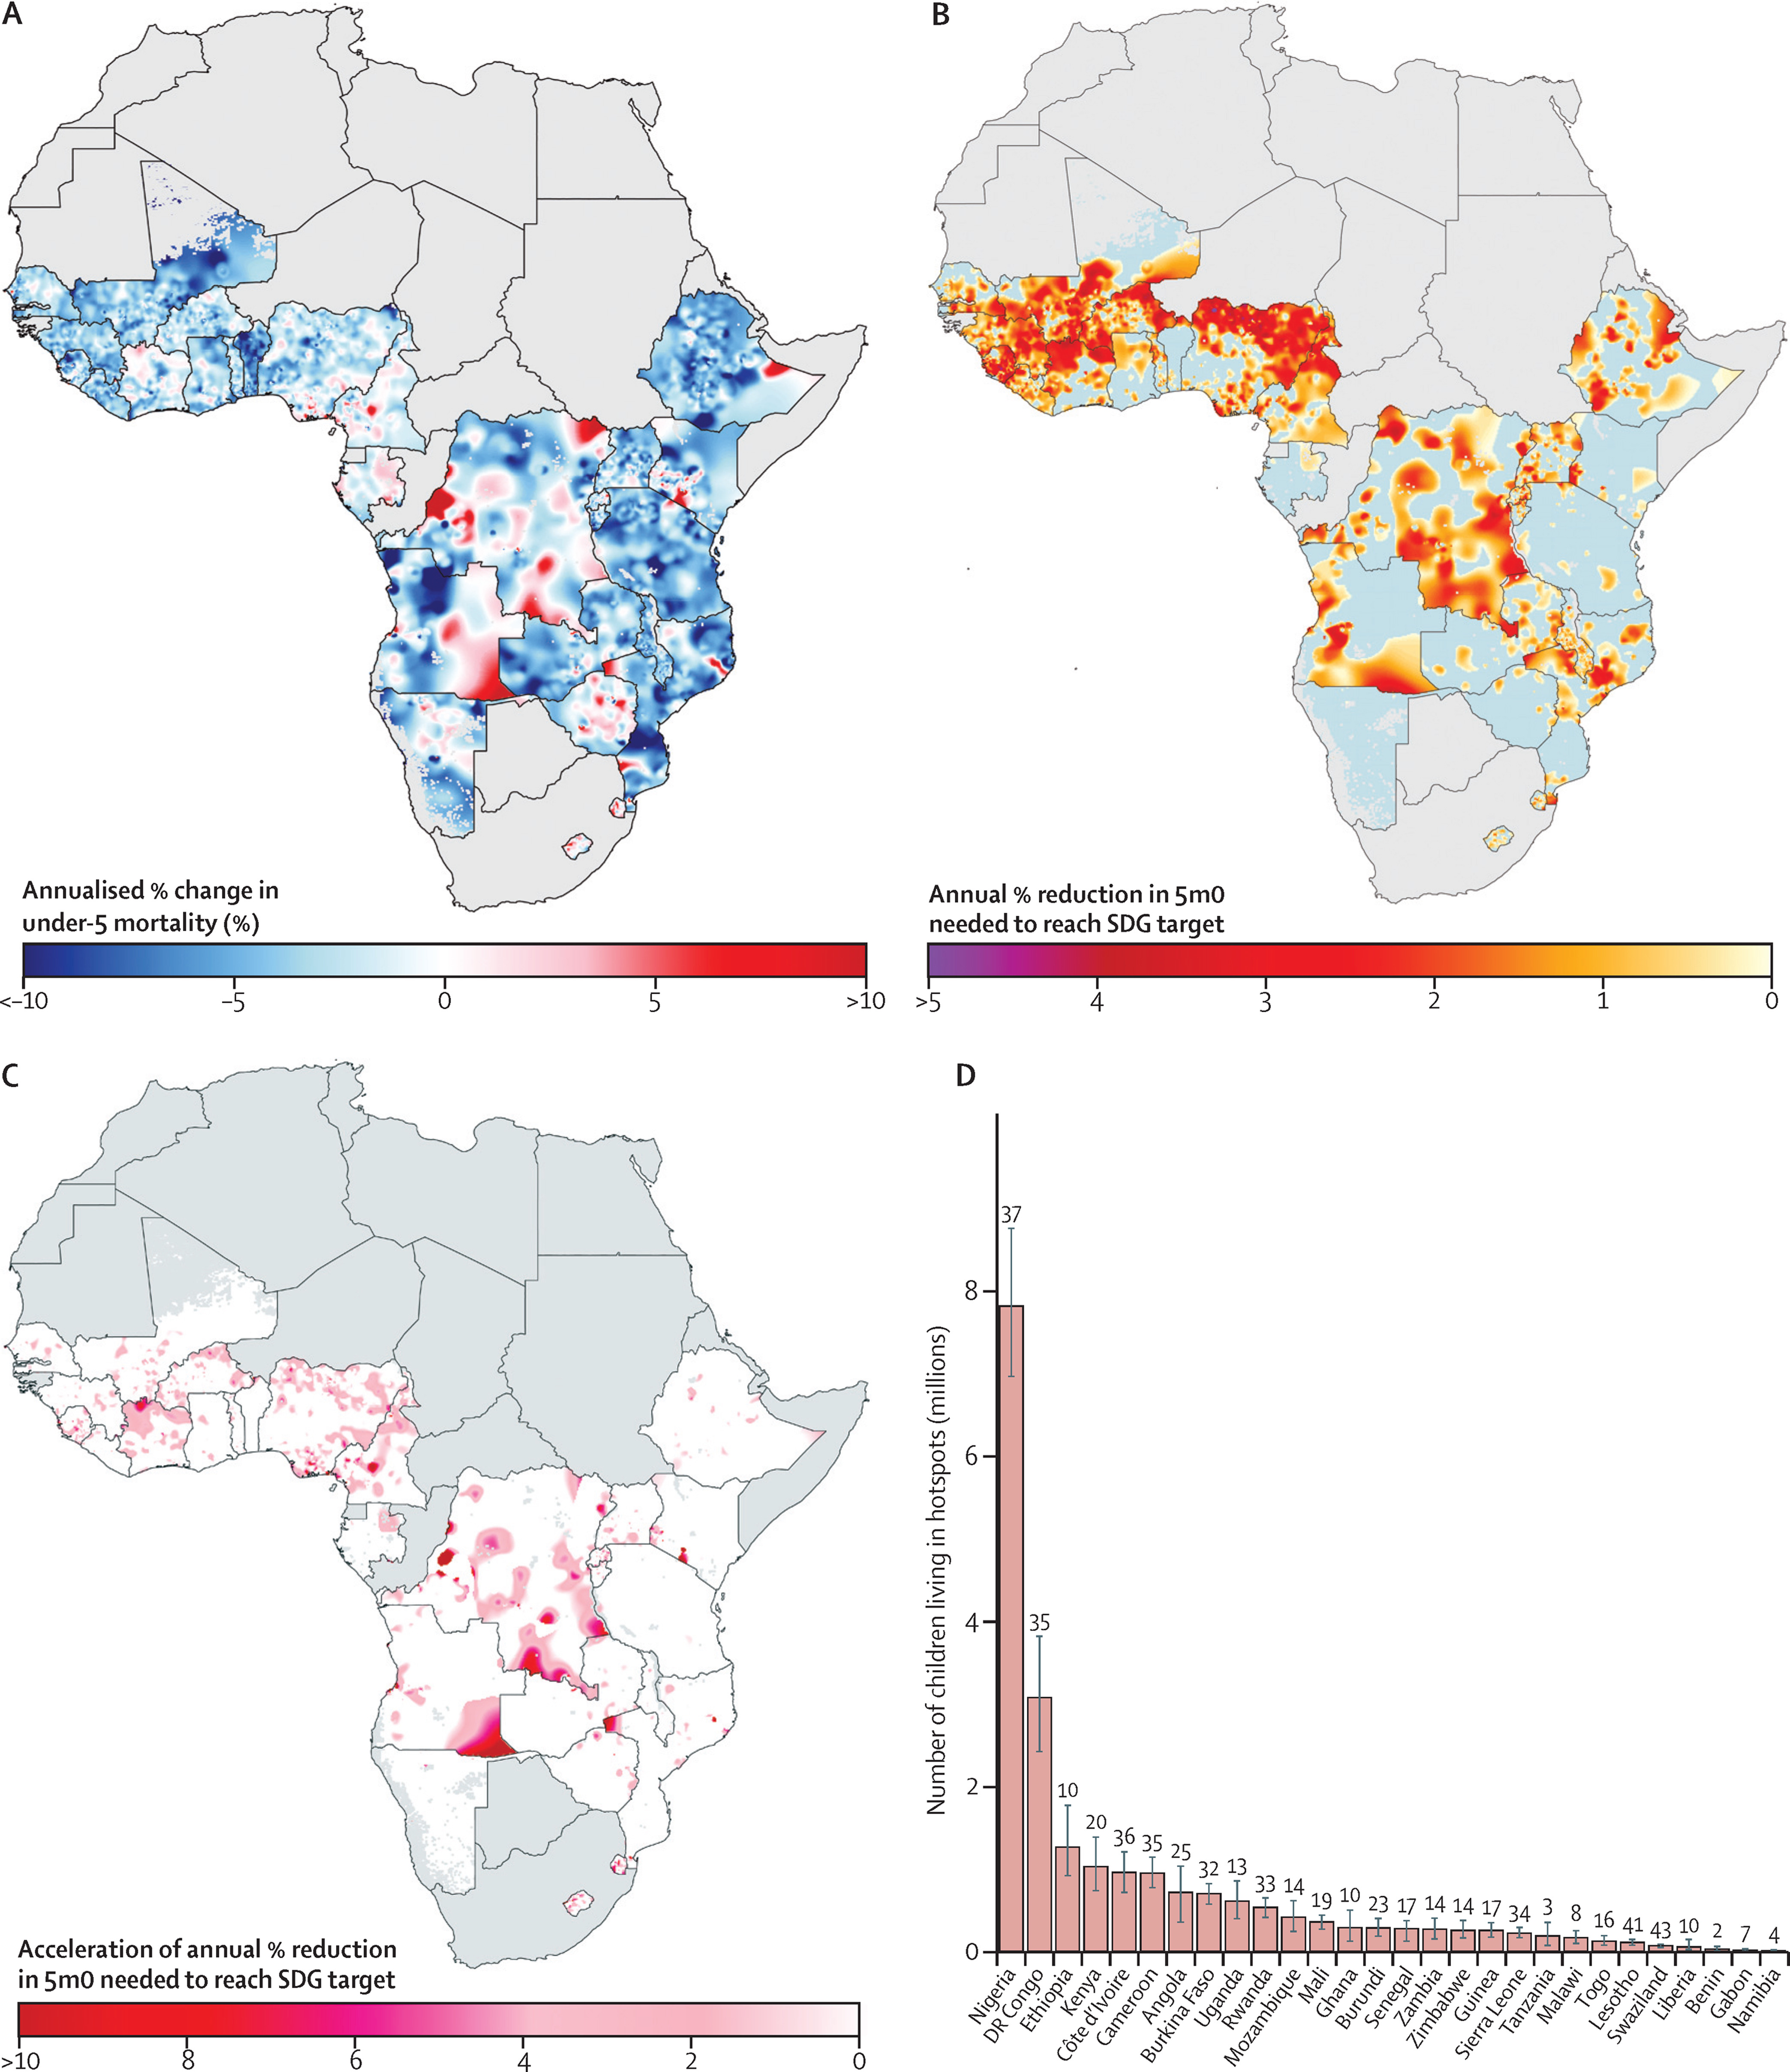 A
B
Annualised % change in
under-5 mortality (%)
<–10
–5
0
5
>10
Annual % reduction in 5m0
needed to reach SDG target
>5
4
3
2
1
0
C
D
Acceleration of annual % reduction
in 5m0 needed to reach SDG target
>10
8
6
4
2
0
Number of children living in hotspots (millions)
8
6
4
2
0
37
35
10
20
36
35
25
32
13
33
14
19
10
23
17
14
14
17
34
3
8
16
41
43
10
2
7
4
Nigeria
DR Congo
Ethiopia
Kenya
Côte d'Ivoire
Cameroon
Angola
Burkina Faso
Uganda
Rwanda
Mozambique
Mali
Ghana
Burundi
Senegal
Zambia
Zimbabwe
Guinea
Sierra Leone
Tanzania
Malawi
Togo
Lesotho
Swaziland
Liberia
Benin
Gabon
Namibia